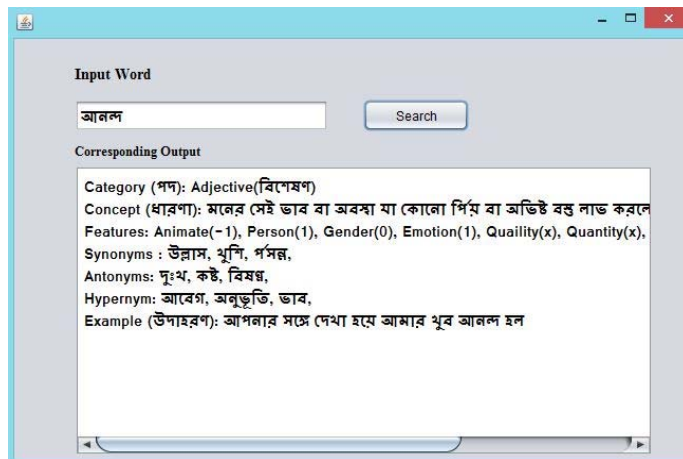 Input Word
আনন্দ
Search
Corresponding Output
Category (পদ): Adjective(বিশেষণ)
Concept (ধারণা): মনের সেই ভাব বা অবস্থা যা কোনো র্পিয় বা অভিষ্ট বস্তু লাভ করলে
Features: Animate(-1), Person(1), Gender(0), Emotion(1), Quaility(x), Quantity(x),
Synonyms : উল্লাস, খুশি, র্পসন্ন,
Antonyms: দুঃখ, কষ্ট, বিষণ্ণ,
Hypernym: আবেগ, অনুভূতি, ভাব,
Example (উদাহরণ): আপনার সঙ্গে দেখা হয়ে আমার খুব আনন্দ হল